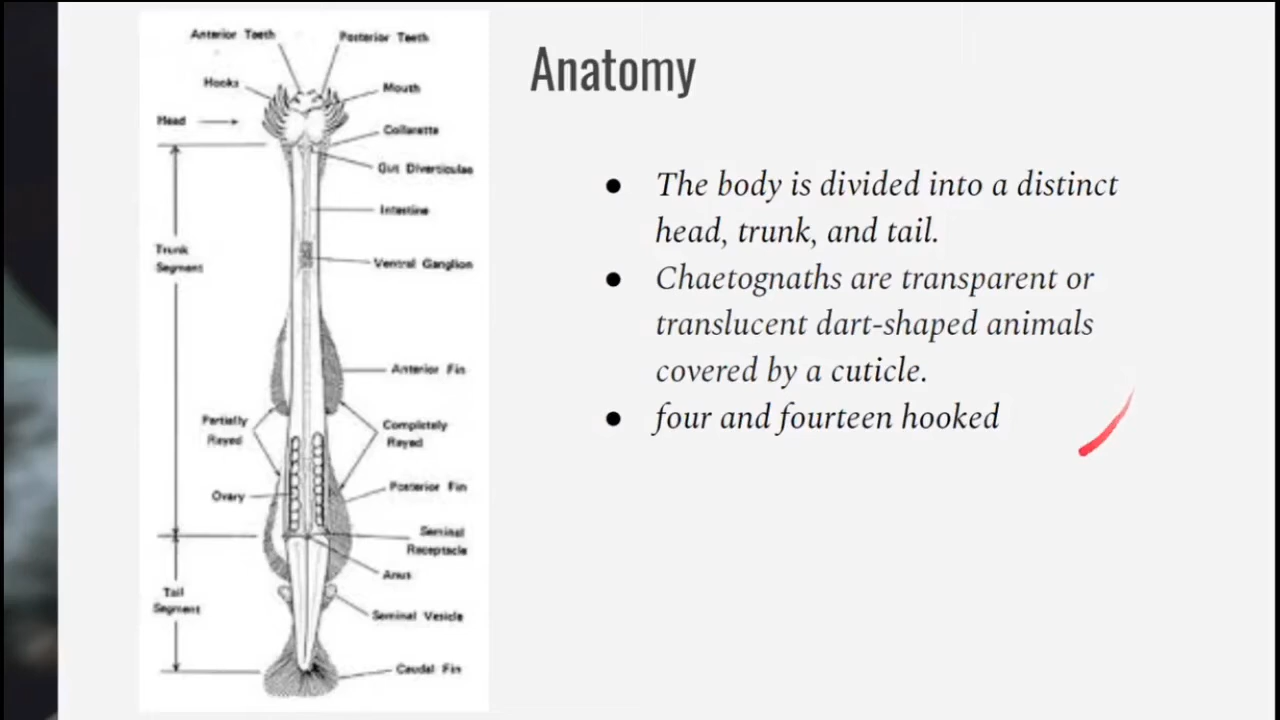 Anterior Teeth
Posterior Teeth
Hooks
Mouth
Head
Collarette
Gut Diverticulae
Intestine
Trunk
Segment
Ventral Ganglion
Anterior Fin
Partially
Rayed
Completely
Rayed
Ovary
Posterior Fin
Seminal
Receptacle
Anus
Tail
Segment
Seminal Vesicle
Caudal Fin
Anatomy
● The body is divided into a distinct
head, trunk, and tail.
● Chaetognaths are transparent or
translucent dart-shaped animals
covered by a cuticle.
● four and fourteen hooked